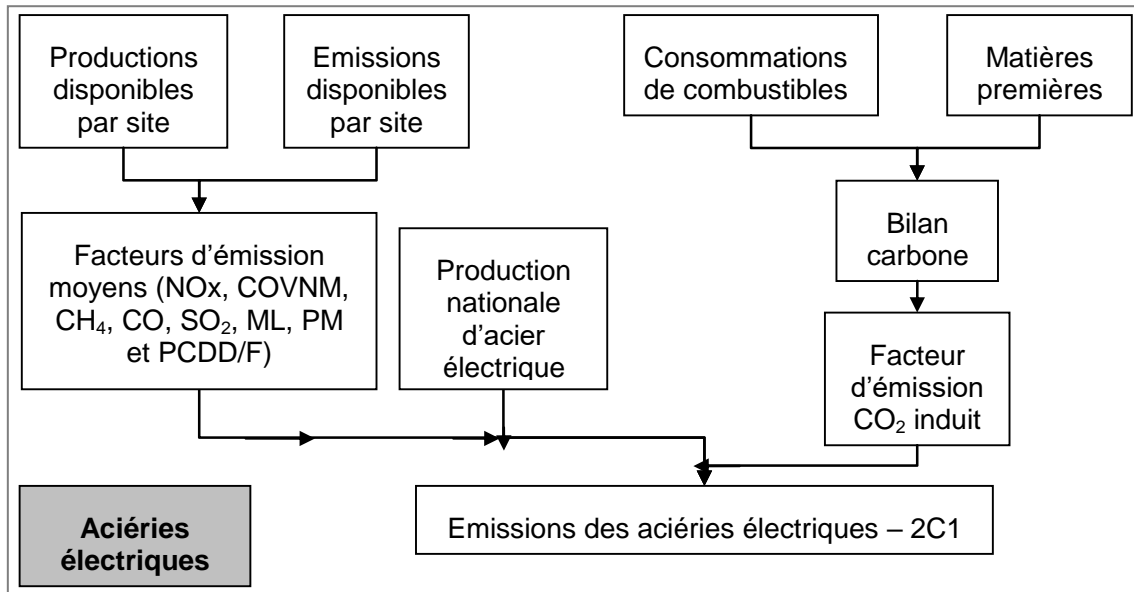 Productions
disponibles
par site
Emissions
disponibles
par site
Consommations
de combustibles
Matières
premières
Facteurs d'émission
moyens (NOx, COVNM,
CH₄, CO, SO₂, ML, PM
et PCDD/F)
Production
nationale
d'acier
électrique
Bilan
carbone
Facteur
d'émission
CO₂ induit
Aciéries
électriques
Emissions des aciéries électriques – 2C1